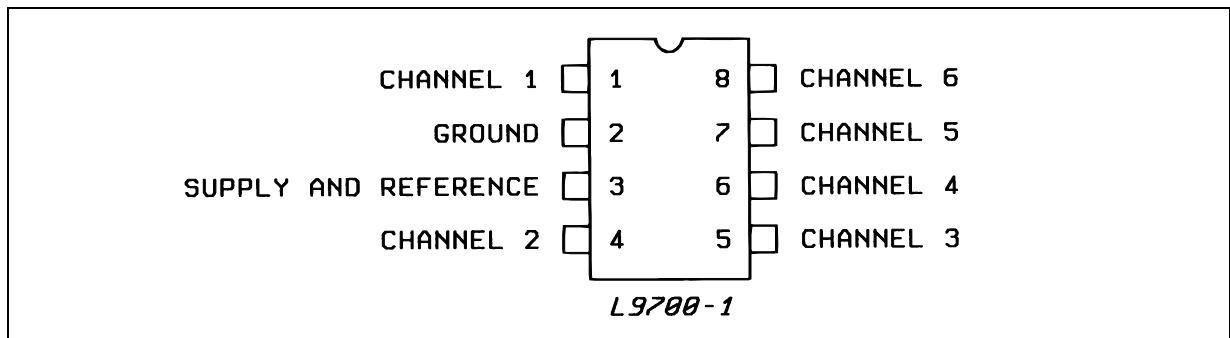 CHANNEL 1 1 8 CHANNEL 6
GROUND 2 7 CHANNEL 5
SUPPLY AND REFERENCE 3 6 CHANNEL 4
CHANNEL 2 4 5 CHANNEL 3
L9700-1